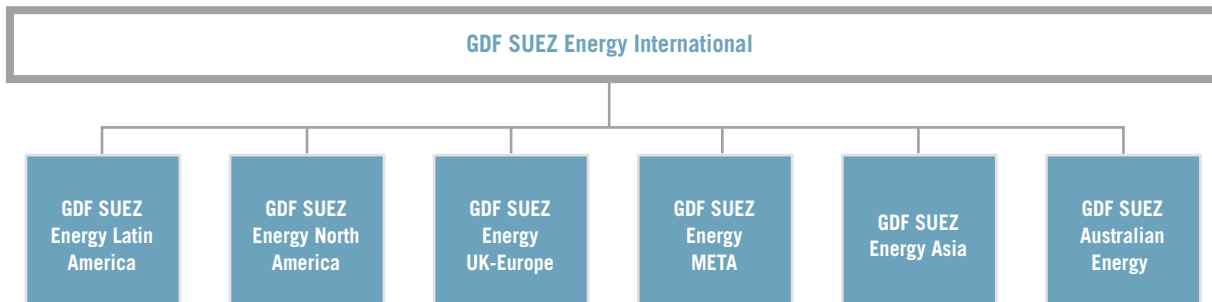 GDF SUEZ Energy International
GDF SUEZ
Energy Latin
America
GDF SUEZ
Energy North
America
GDF SUEZ
Energy
UK-Europe
GDF SUEZ
Energy
META
GDF SUEZ
Energy Asia
GDF SUEZ
Australian
Energy